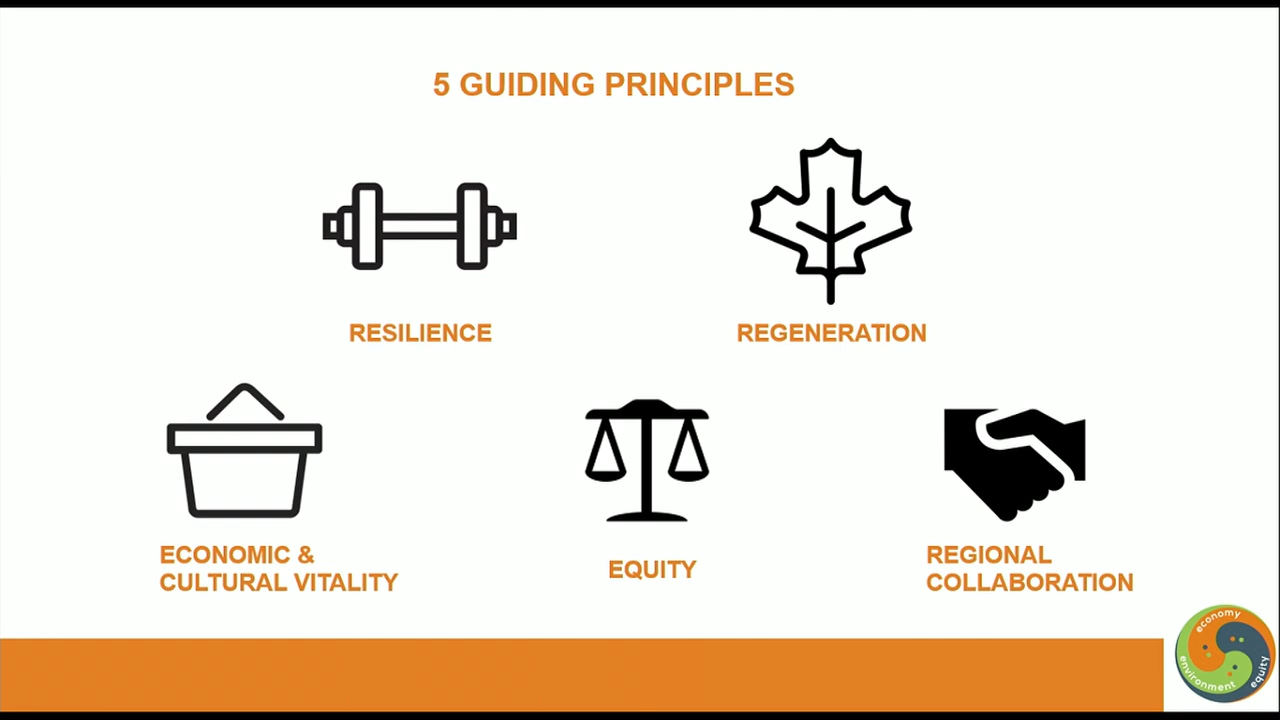 5 GUIDING PRINCIPLES
RESILIENCE
REGENERATION
ECONOMIC &
CULTURAL VITALITY
EQUITY
REGIONAL
COLLABORATION
economy
environment
equity